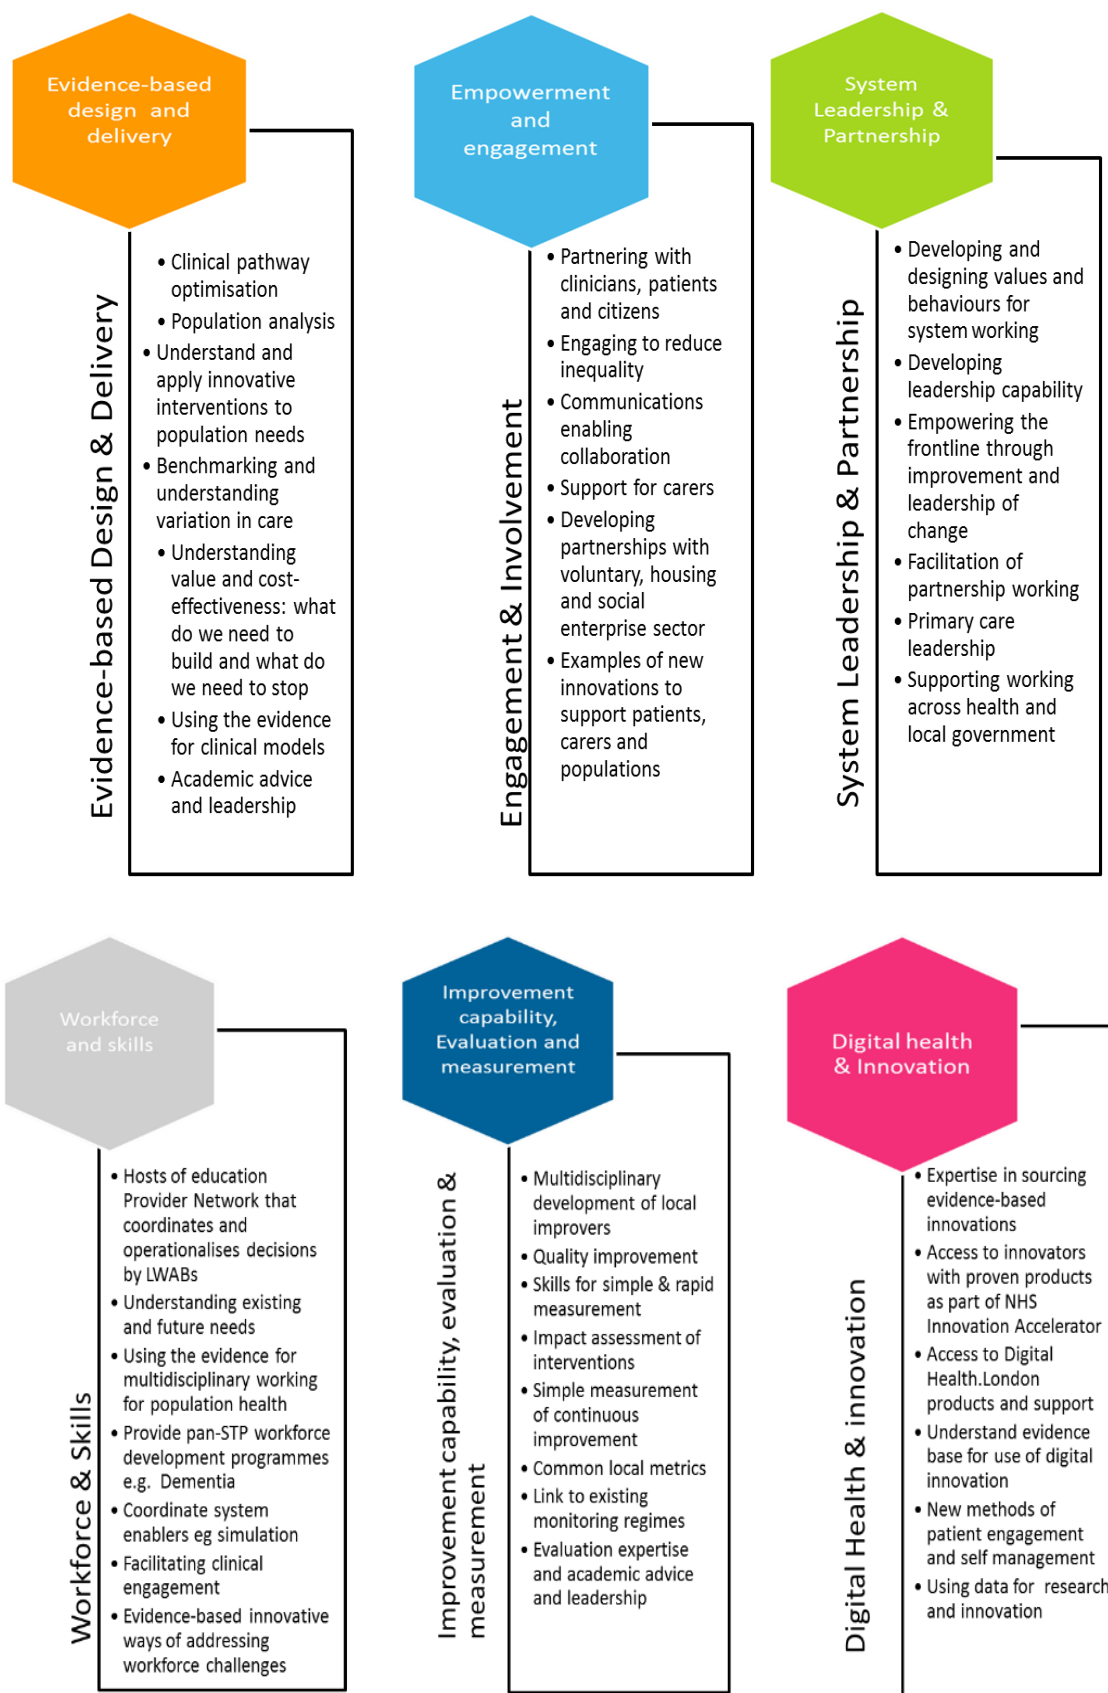 Evidence-based
design and
delivery
Evidence-based Design & Delivery
• Clinical pathway
optimisation
• Population analysis
• Understand and
apply innovative
interventions to
population needs
• Benchmarking and
understanding
variation in care
• Understanding
value and cost-
effectiveness: what
do we need to
build and what do
we need to stop
• Using the evidence
for clinical models
• Academic advice
and leadership
Empowerment
and
engagement
Engagement & Involvement
• Partnering with
clinicians, patients
and citizens
• Engaging to reduce
inequality
• Communications
enabling
collaboration
• Support for carers
• Developing
partnerships with
voluntary, housing
and social
enterprise sector
• Examples of new
innovations to
support patients,
carers and
populations
System
Leadership &
Partnership
System Leadership & Partnership
• Developing and
designing values and
behaviours for
system working
• Developing
leadership capability
• Empowering the
frontline through
improvement and
leadership of
change
• Facilitation of
partnership working
• Primary care
leadership
• Supporting working
across health and
local government
Workforce
and skills
Workforce & Skills
• Hosts of education
Provider Network that
coordinates and
operationalises decisions
by LWABs
• Understanding existing
and future needs
• Using the evidence for
multidisciplinary working
for population health
• Provide pan-STP workforce
development programmes
e.g. Dementia
• Coordinate system
enablers eg simulation
• Facilitating clinical
engagement
• Evidence-based innovative
ways of addressing
workforce challenges
Improvement
capability,
Evaluation and
measurement
Improvement capability, evaluation &
measurement
• Multidisciplinary
development of local
improvers
• Quality improvement
• Skills for simple & rapid
measurement
• Impact assessment of
interventions
• Simple measurement
of continuous
improvement
• Common local metrics
• Link to existing
monitoring regimes
• Evaluation expertise
and academic advice
and leadership
Digital health
& Innovation
Digital Health & innovation
• Expertise in sourcing
evidence-based
innovations
• Access to innovators
with proven products
as part of NHS
Innovation Accelerator
• Access to Digital
Health.London
products and support
• Understand evidence
base for use of digital
innovation
• New methods of
patient engagement
and self management
• Using data for research
and innovation